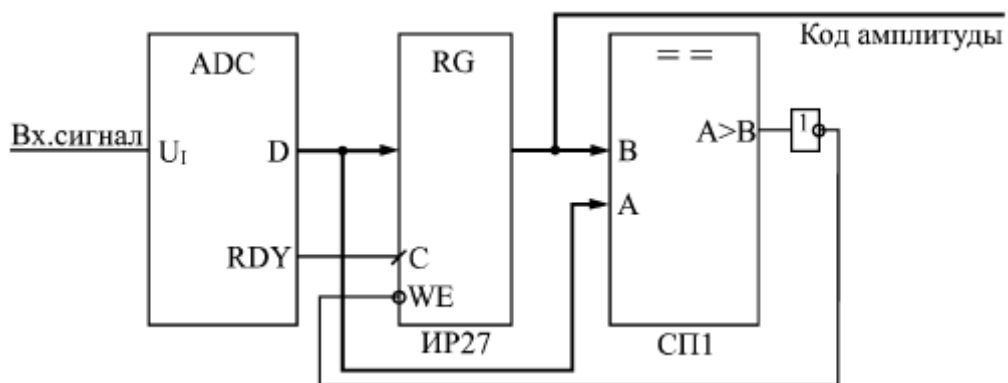 Код амплитуды
ADC
RG
= =
Вх.сигнал
U_I
D
B
A>B
1
A
RDY
C
WE
ИР27
СП1